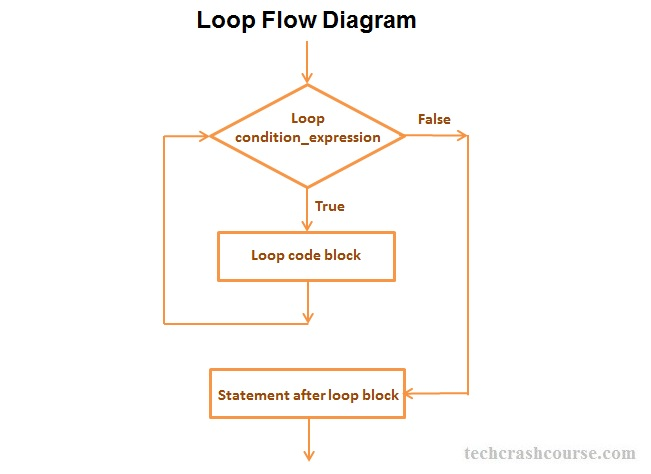 Loop Flow Diagram
Loop
condition_expression
False
True
Loop code block
Statement after loop block
techcrashcourse.com